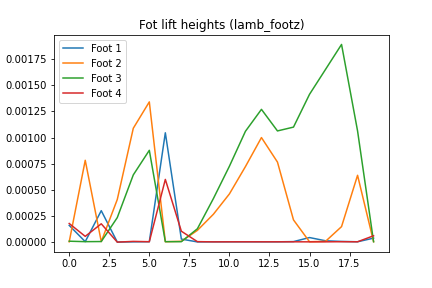 Fot lift heights (lamb_footz)
0.00175
0.00150
0.00125
0.00100
0.00075
0.00050
0.00025
0.00000
Foot 1
Foot 2
Foot 3
Foot 4
0.0 2.5 5.0 7.5 10.0 12.5 15.0 17.5